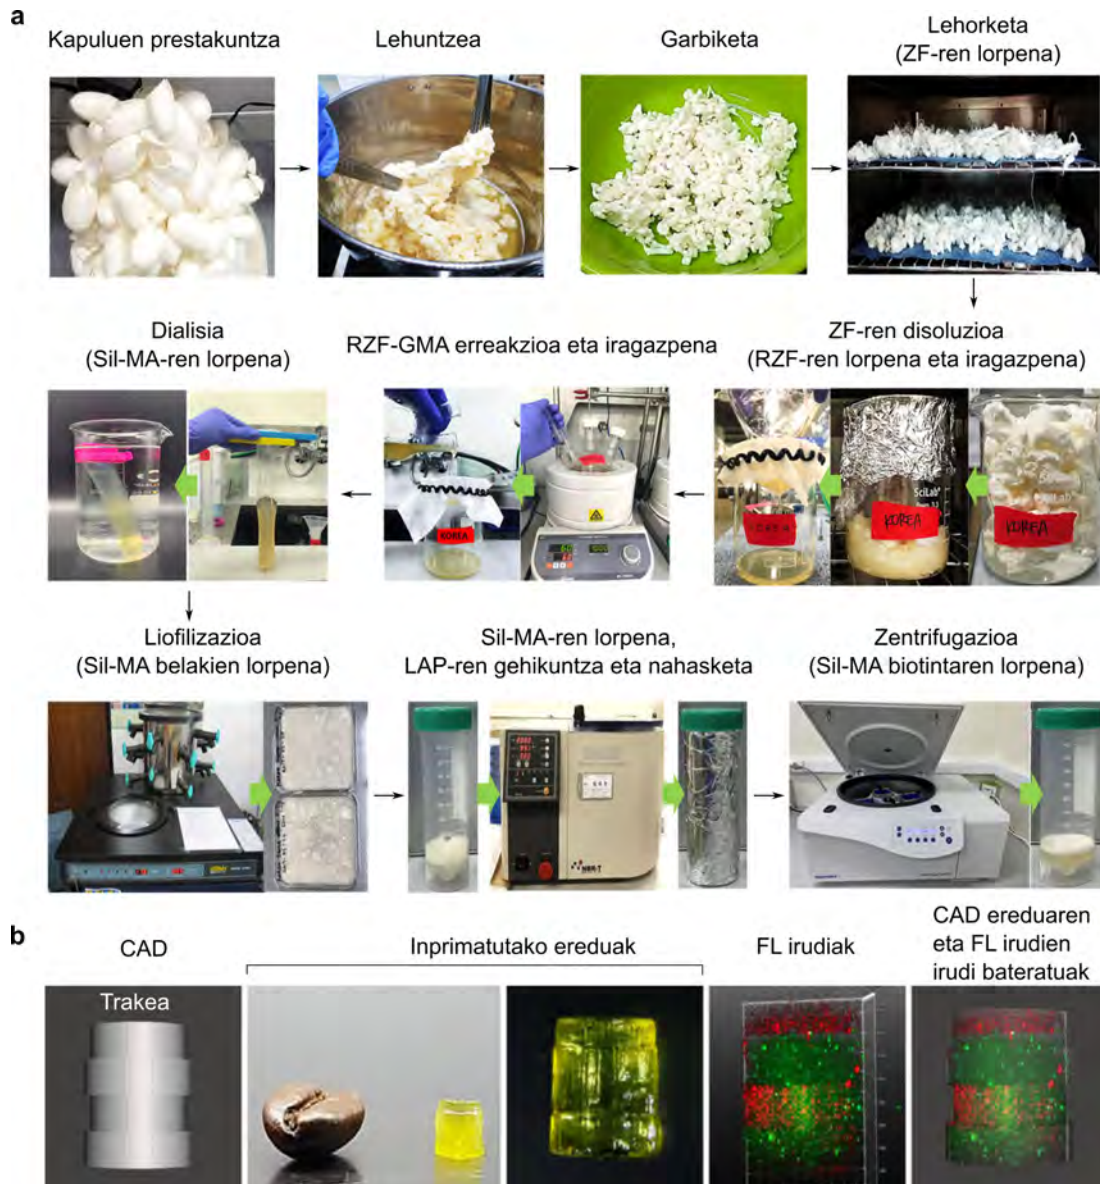 a
Kapuluen prestakuntza
Lehuntzea
Garbiketa
Lehorketa
(ZF-ren lorpena)
Dialisia
(Sil-MA-ren lorpena)
RZF-GMA erreakzioa eta iragazpena
ZF-ren disoluzioa
(RZF-ren lorpena eta iragazpena)
KOREA
KOREA
KOREA
SciLab
KOREA
Liofilizazioa
(Sil-MA belakien lorpena)
Sil-MA-ren lorpena,
LAP-ren gehikuntza eta nahasketa
Zentrifugazioa
(Sil-MA biotintaren lorpena)
b
CAD
Inprimatutako ereduak
FL irudiak
CAD ereduaren
eta FL irudien
irudi bateratuak
Trakea